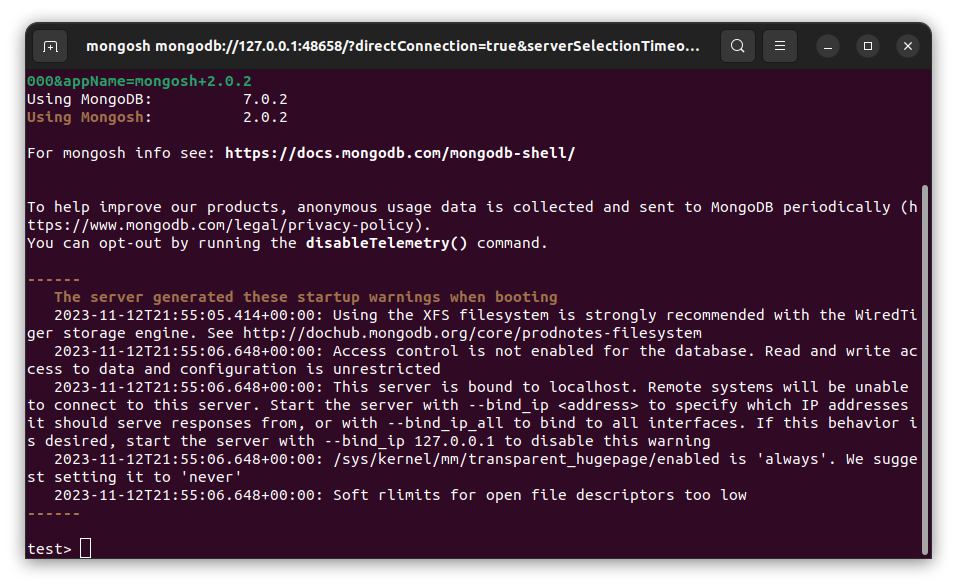 mongosh mongodb://127.0.0.1:48658/?directConnection=true&serverSelectionTimeo...
000&appName=mongosh+2.0.2
Using MongoDB:          7.0.2
Using Mongosh:          2.0.2
For mongosh info see: https://docs.mongodb.com/mongodb-shell/
To help improve our products, anonymous usage data is collected and sent to MongoDB periodically (h
ttps://www.mongodb.com/legal/privacy-policy).
You can opt-out by running the disableTelemetry() command.
------
   The server generated these startup warnings when booting
   2023-11-12T21:55:05.414+00:00: Using the XFS filesystem is strongly recommended with the WiredTi
ger storage engine. See http://dochub.mongodb.org/core/prodnotes-filesystem
   2023-11-12T21:55:06.648+00:00: Access control is not enabled for the database. Read and write ac
cess to data and configuration is unrestricted
   2023-11-12T21:55:06.648+00:00: This server is bound to localhost. Remote systems will be unable
to connect to this server. Start the server with --bind_ip <address> to specify which IP addresses
it should serve responses from, or with --bind_ip_all to bind to all interfaces. If this behavior i
s desired, start the server with --bind_ip 127.0.0.1 to disable this warning
   2023-11-12T21:55:06.648+00:00: /sys/kernel/mm/transparent_hugepage/enabled is 'always'. We sugge
st setting it to 'never'
   2023-11-12T21:55:06.648+00:00: Soft rlimits for open file descriptors too low
------
test>